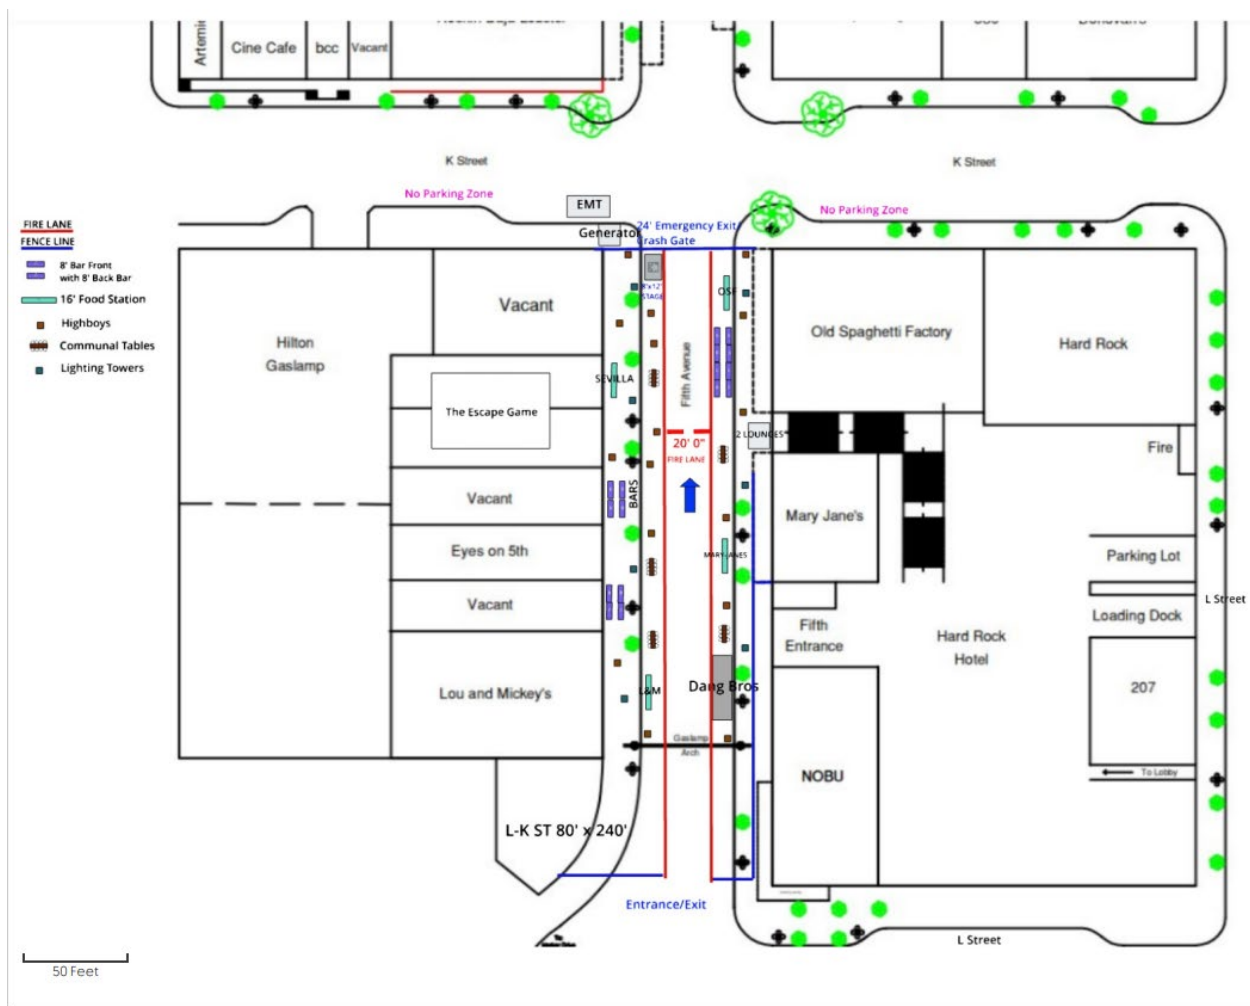 Artemi
Cine Cafe
bcc
Vacant
K Street
K Street
No Parking Zone
EMT
No Parking Zone
Generator
24' Emergency Exit/
Crash Gate
FIRE LANE
FENCE LINE
8' Bar Front
with 8' Back Bar
16' Food Station
Highboys
Communal Tables
Lighting Towers
8'x12'
STAGE
OSF
Vacant
Hilton
Gaslamp
Fifth Avenue
Old Spaghetti Factory
Hard Rock
SEVILLA
The Escape Game
2 LOUNGES
20' 0"
FIRE LANE
Fire
BARS
Vacant
Mary Jane's
Eyes on 5th
MARY JANES
Parking Lot
Vacant
L Street
Loading Dock
Fifth
Entrance
Hard Rock
Hotel
Lou and Mickey's
L&M
Dang Bros
207
Gaslamp
Arch
NOBU
To Lobby
L-K ST 80' x 240'
Entrance/Exit
L Street
50 Feet